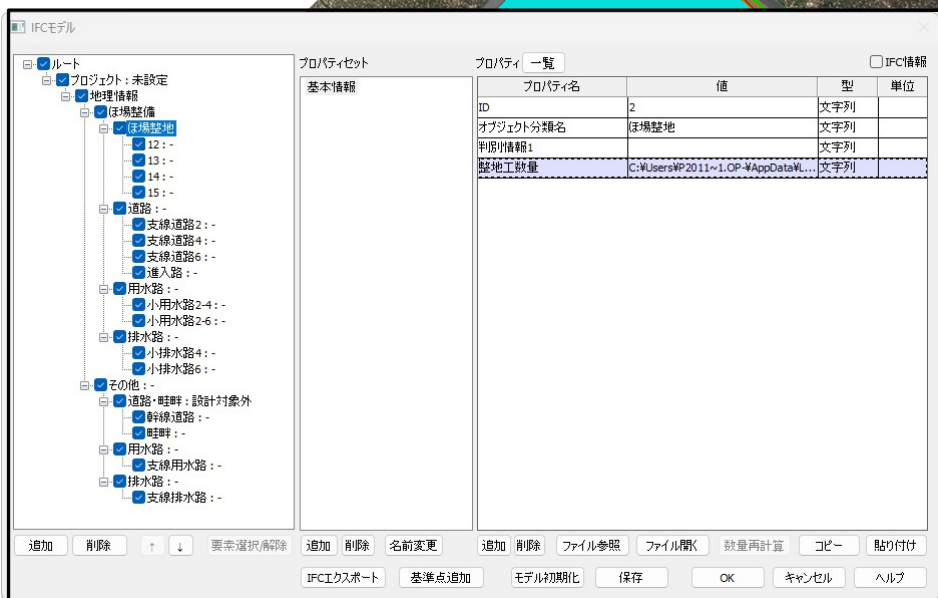 IFCモデル
ルート
プロジェクト：未設定
地理情報
ほ場整備
ほ場整地
12：-
13：-
14：-
15：-
道路：-
支線道路2：-
支線道路4：-
支線道路6：-
進入路：-
用水路：-
小用水路2-4：-
小用水路2-6：-
排水路：-
小排水路4：-
小排水路6：-
その他：-
道路・畦畔：設計対象外
幹線道路：-
畦畔：-
用水路：-
支線用水路：-
排水路：-
支線排水路：-
追加 削除 ↑ ↓ 要素選択/解除
プロパティセット
基本情報
追加 削除 名前変更
プロパティ 一覧 IFC情報
プロパティ名 値 型 単位
ID 2 文字列
オブジェクト分類名 ほ場整地 文字列
判別情報1 文字列
整地工数量 C:¥Users¥P2011~1.OP-¥AppData¥L... 文字列
追加 削除 ファイル参照 ファイル開く 数量再計算 コピー 貼り付け
IFCエクスポート 基準点追加 モデル初期化 保存 OK キャンセル ヘルプ